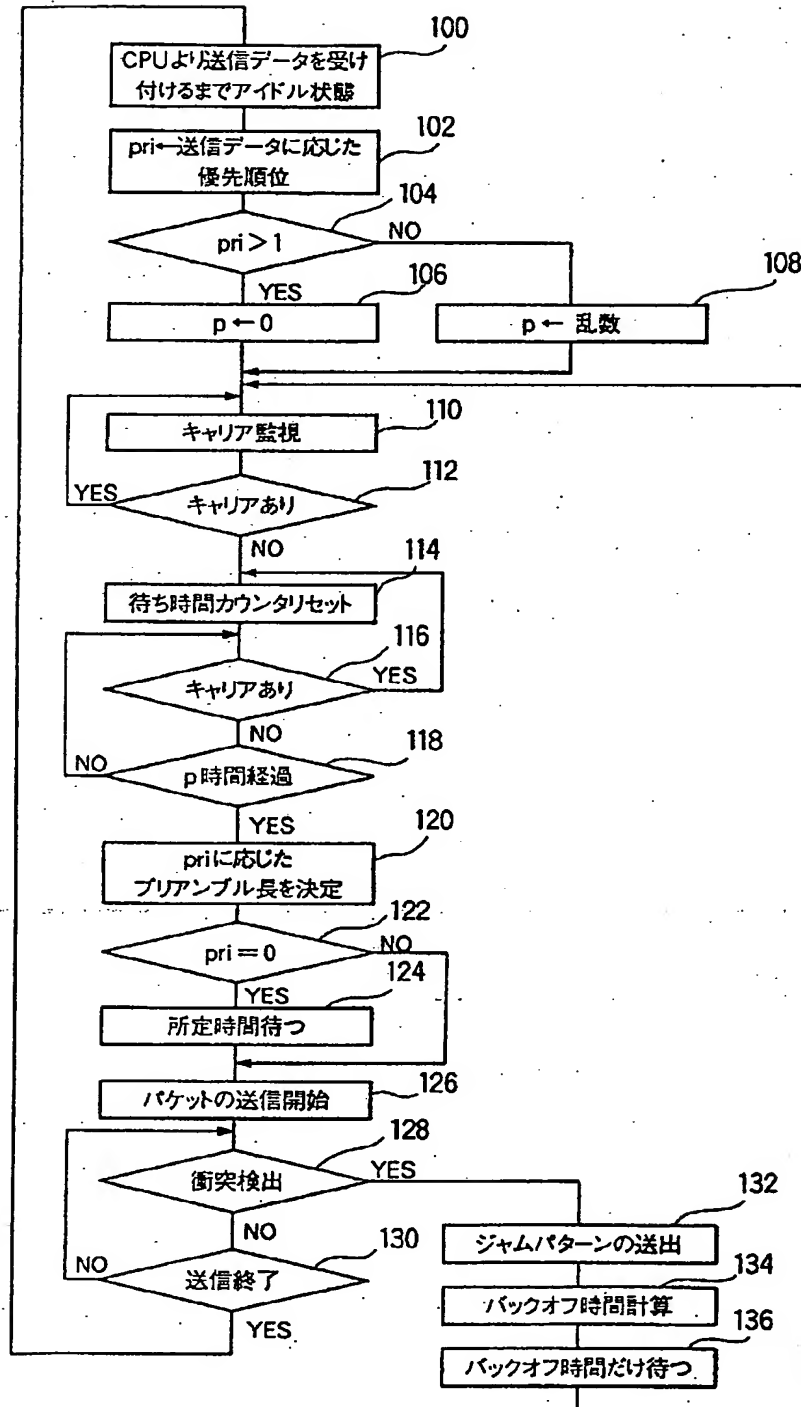 100
CPUより送信データを受け
付けるまでアイドル状態
102
pri←送信データに応じた
優先順位
104
pri＞1
NO
YES
106
p←0
108
p← 乱数
110
キャリア監視
112
キャリアあり
YES
NO
114
待ち時間カウンタリセット
116
キャリアあり
YES
NO
118
p時間経過
NO
YES
120
priに応じた
プリアンブル長を決定
122
pri＝0
NO
YES
124
所定時間待つ
126
パケットの送信開始
128
衝突検出
YES
NO
130
送信終了
NO
YES
132
ジャムパターンの送出
134
バックオフ時間計算
136
バックオフ時間だけ待つ